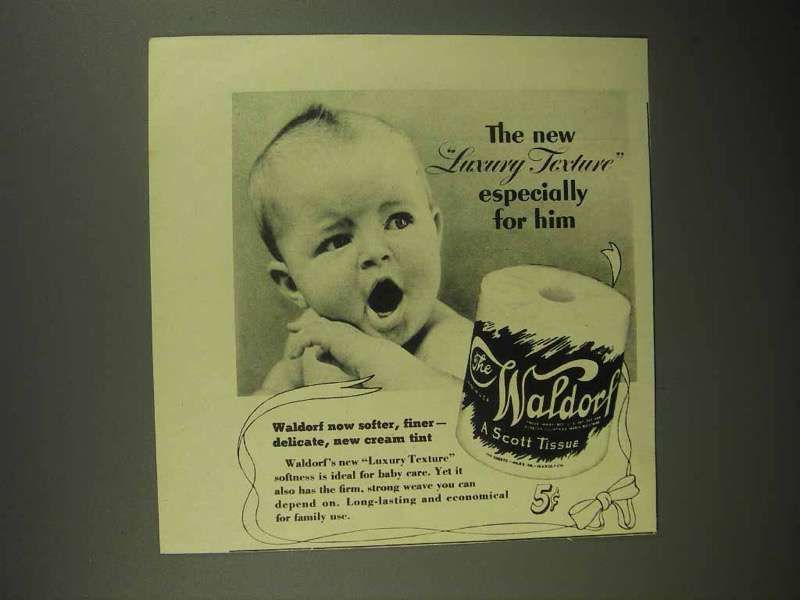 The new
"Luxury Texture"
especially
for him
The
Waldorf
A Scott Tissue
5¢
Waldorf now softer, finer—
delicate, new cream tint
Waldorf's new "Luxury Texture"
softness is ideal for baby care. Yet it
also has the firm, strong weave you can
depend on. Long-lasting and economical
for family use.